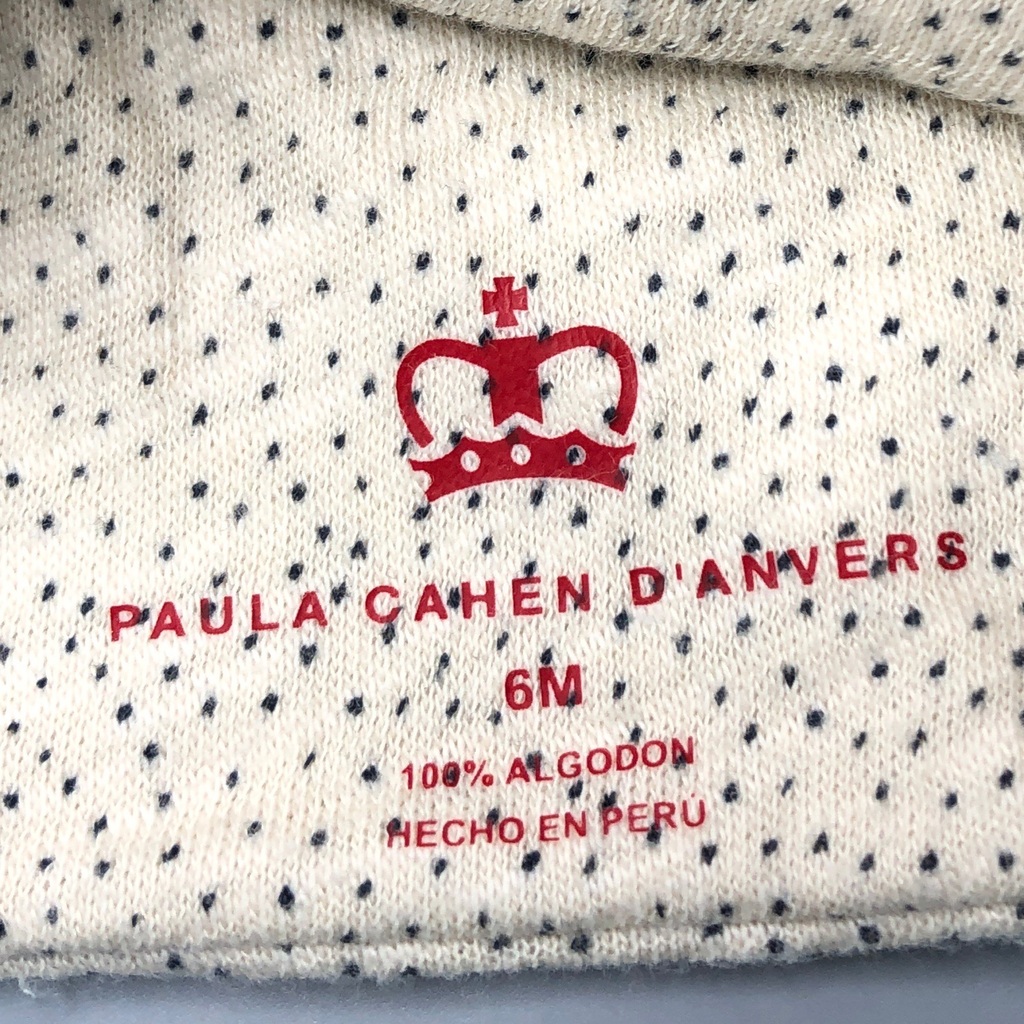 PAULA CAHEN D'ANVERS
6M
100% ALGODON
HECHO EN PERÚ